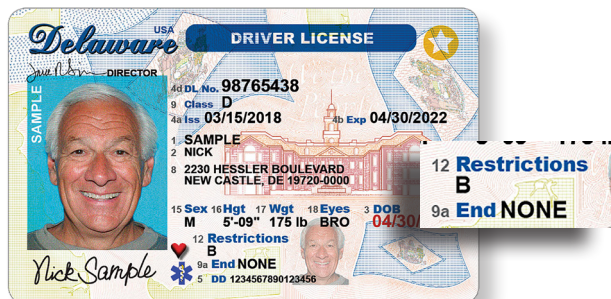 Delaware USA DRIVER LICENSE
DIRECTOR
SAMPLE
4d DL No. 98765438
9 Class D
4a Iss 03/15/2018 4b Exp 04/30/2022
1 SAMPLE
2 NICK
8 2230 HESSLER BOULEVARD
NEW CASTLE, DE 19720-0000
15 Sex 16 Hgt 17 Wgt 18 Eyes 3 DOB
M 5'-09" 175 lb BRO 04/30/
12 Restrictions
B
9a End NONE
5 DD 1234567890123456
Nick Sample
12 Restrictions
B
9a End NONE